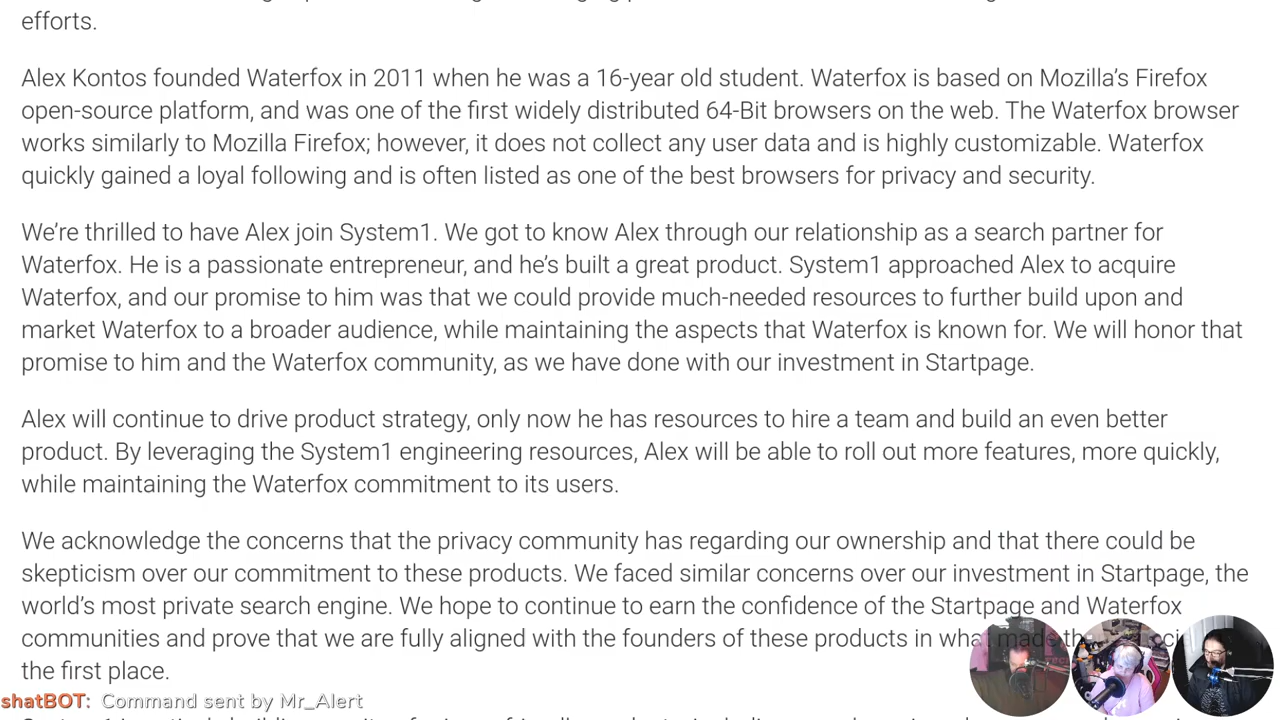 efforts.
Alex Kontos founded Waterfox in 2011 when he was a 16-year old student. Waterfox is based on Mozilla's Firefox
open-source platform, and was one of the first widely distributed 64-Bit browsers on the web. The Waterfox browser
works similarly to Mozilla Firefox; however, it does not collect any user data and is highly customizable. Waterfox
quickly gained a loyal following and is often listed as one of the best browsers for privacy and security.
We're thrilled to have Alex join System1. We got to know Alex through our relationship as a search partner for
Waterfox. He is a passionate entrepreneur, and he's built a great product. System1 approached Alex to acquire
Waterfox, and our promise to him was that we could provide much-needed resources to further build upon and
market Waterfox to a broader audience, while maintaining the aspects that Waterfox is known for. We will honor that
promise to him and the Waterfox community, as we have done with our investment in Startpage.
Alex will continue to drive product strategy, only now he has resources to hire a team and build an even better
product. By leveraging the System1 engineering resources, Alex will be able to roll out more features, more quickly,
while maintaining the Waterfox commitment to its users.
We acknowledge the concerns that the privacy community has regarding our ownership and that there could be
skepticism over our commitment to these products. We faced similar concerns over our investment in Startpage, the
world's most private search engine. We hope to continue to earn the confidence of the Startpage and Waterfox
communities and prove that we are fully aligned with the founders of these products in what made
the first place.
shatBOT: Command sent by Mr_Alert